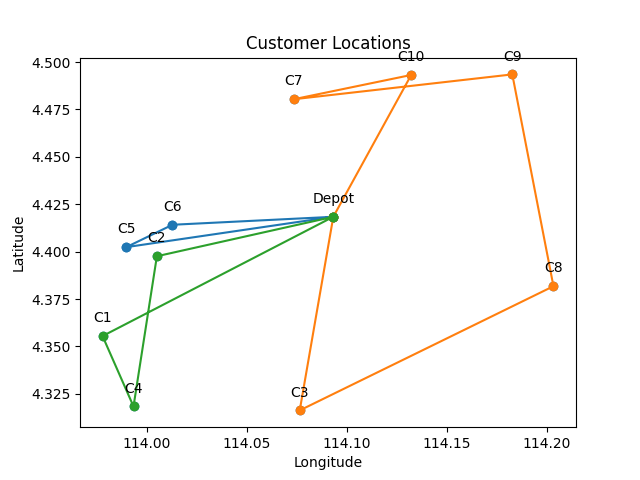 Customer Locations
4.500
4.475
4.450
4.425
4.400
4.375
4.350
4.325
Latitude
C10
C9
C7
Depot
C6
C5
C2
C8
C1
C4
C3
114.00
114.05
114.10
114.15
114.20
Longitude